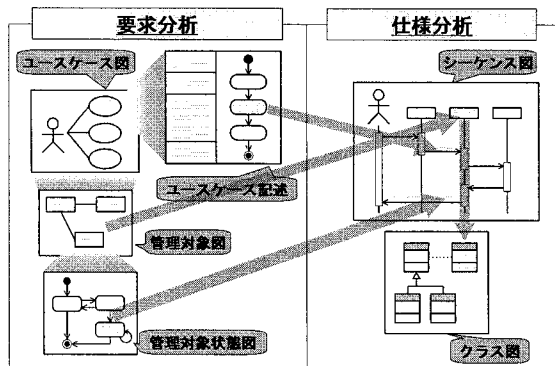 要求分析
仕様分析
ユースケース図
シーケンス図
ユースケース記述
管理対象図
管理対象状態図
クラス図